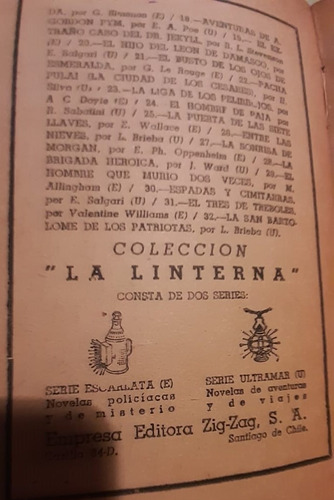 DA, por G. Simenon (E) / 18.—AVENTURAS DE A.
GORDON PYM, por E. A. Poe (U) / 19.—EL EX-
TRAÑO CASO DEL DR. JEKYLL, por R. L. Stevenson
(E) / 20.—EL HIJO DEL LEON DE DAMASCO, por
E. Salgari (U) / 21.—EL BUSTO DE LOS OJOS DE
ESMERALDA, por G. Le Rouge (E) / 22.—PACHA
PULAI (LA CIUDAD DE LOS CESARES), por H.
Silva (U) / 23.—LA LIGA DE LOS PELIRROJOS, por
A. C. Doyle (E) / 24. EL HOMBRE DE PAJA por
R. Sabatini (U) / 25.—LA PUERTA DE LAS SIETE
LLAVES, por E. Wallace (E) / 26.—ENTRE LAS
NIEVES, por L. Brieba (U) / 27.—LA SONRISA DE
MORGAN, por E. Ph. Oppenheim (E) / 28.—LA
BRIGADA HEROICA, por J. Ward (U) / 29.—EL
HOMBRE QUE MURIO DOS VECES, por M.
Allingham (E) / 30.—ESPADAS Y CIMITARRAS,
por E. Salgari (U) / 31.—EL TRES DE TREBOLES,
por Valentine Williams (E) / 32.—LA SAN BARTO-
LOME DE LOS PATRIOTAS, por L. Brieba (U).
COLECCION
"LA LINTERNA"
CONSTA DE DOS SERIES:
SERIE ESCARLATA (E)
Novelas policíacas
y de misterio
SERIE ULTRAMAR (U)
Novelas de aventuras
y de viajes
Empresa Editora Zig-Zag, S. A.
84-D.
Santiago de Chile.